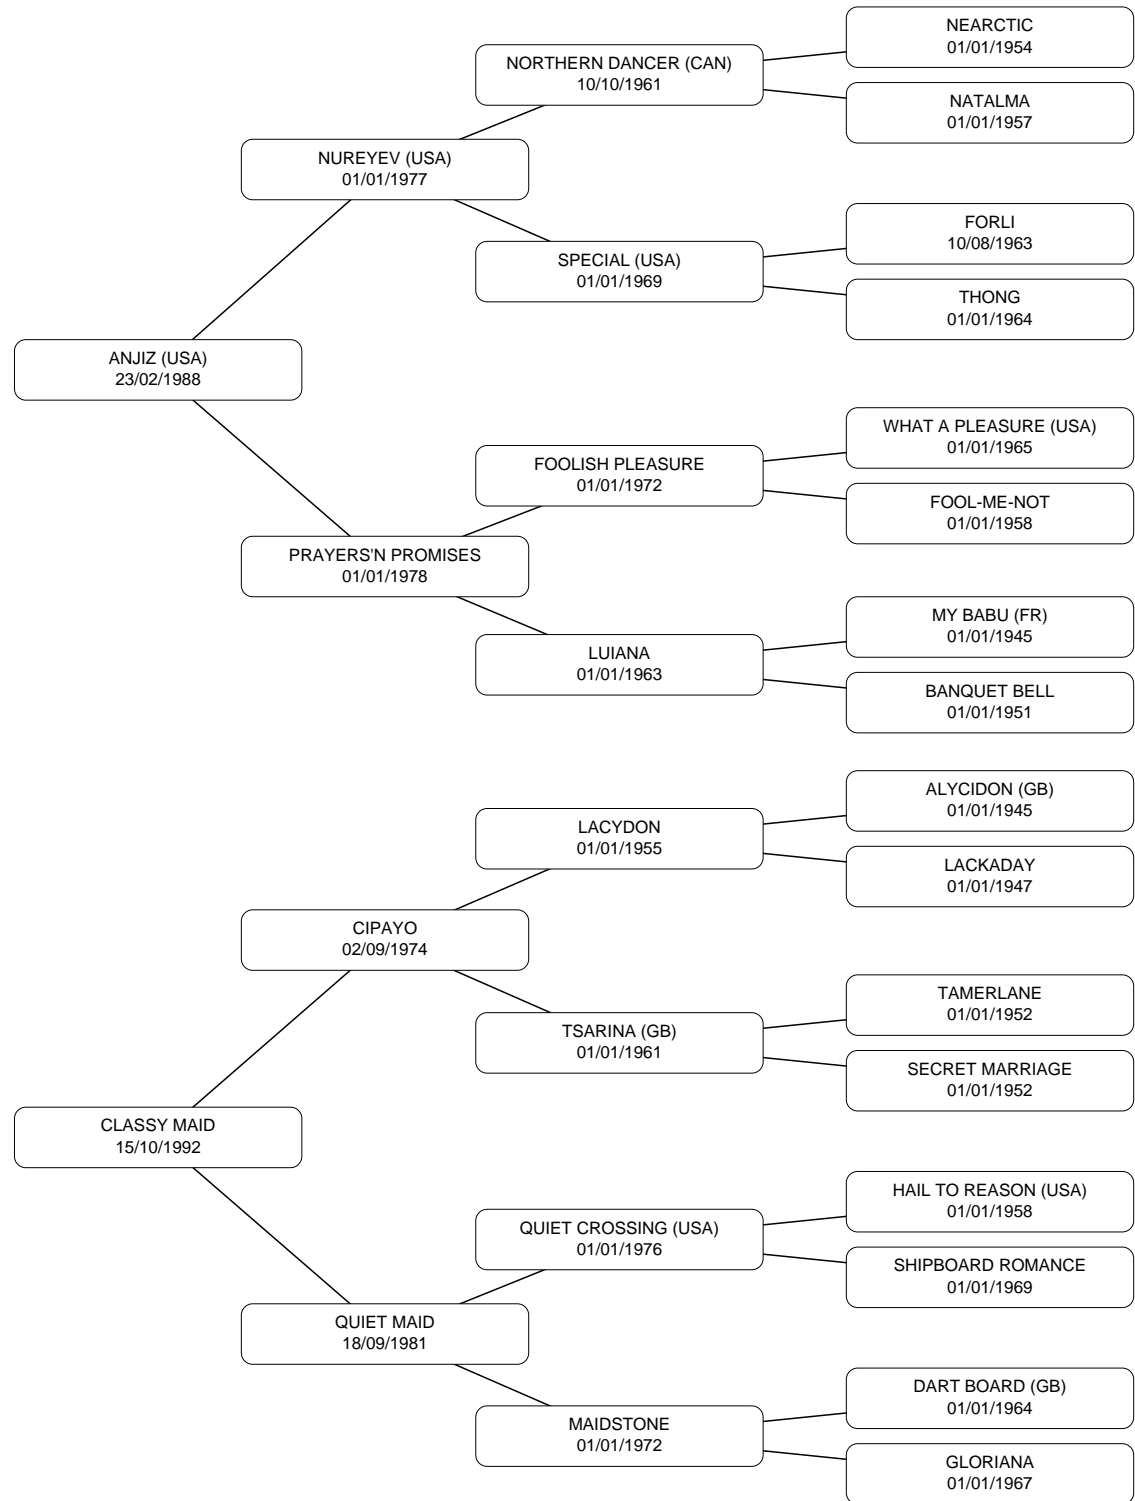 NEARCTIC
01/01/1954
NORTHERN DANCER (CAN)
10/10/1961
NATALMA
01/01/1957
NUREYEV (USA)
01/01/1977
FORLI
10/08/1963
SPECIAL (USA)
01/01/1969
THONG
01/01/1964
ANJIZ (USA)
23/02/1988
WHAT A PLEASURE (USA)
01/01/1965
FOOLISH PLEASURE
01/01/1972
FOOL-ME-NOT
01/01/1958
PRAYERS'N PROMISES
01/01/1978
MY BABU (FR)
01/01/1945
LUIANA
01/01/1963
BANQUET BELL
01/01/1951
ALYCIDON (GB)
01/01/1945
LACYDON
01/01/1955
LACKADAY
01/01/1947
CIPAYO
02/09/1974
TAMERLANE
01/01/1952
TSARINA (GB)
01/01/1961
SECRET MARRIAGE
01/01/1952
CLASSY MAID
15/10/1992
HAIL TO REASON (USA)
01/01/1958
QUIET CROSSING (USA)
01/01/1976
SHIPBOARD ROMANCE
01/01/1969
QUIET MAID
18/09/1981
DART BOARD (GB)
01/01/1964
MAIDSTONE
01/01/1972
GLORIANA
01/01/1967